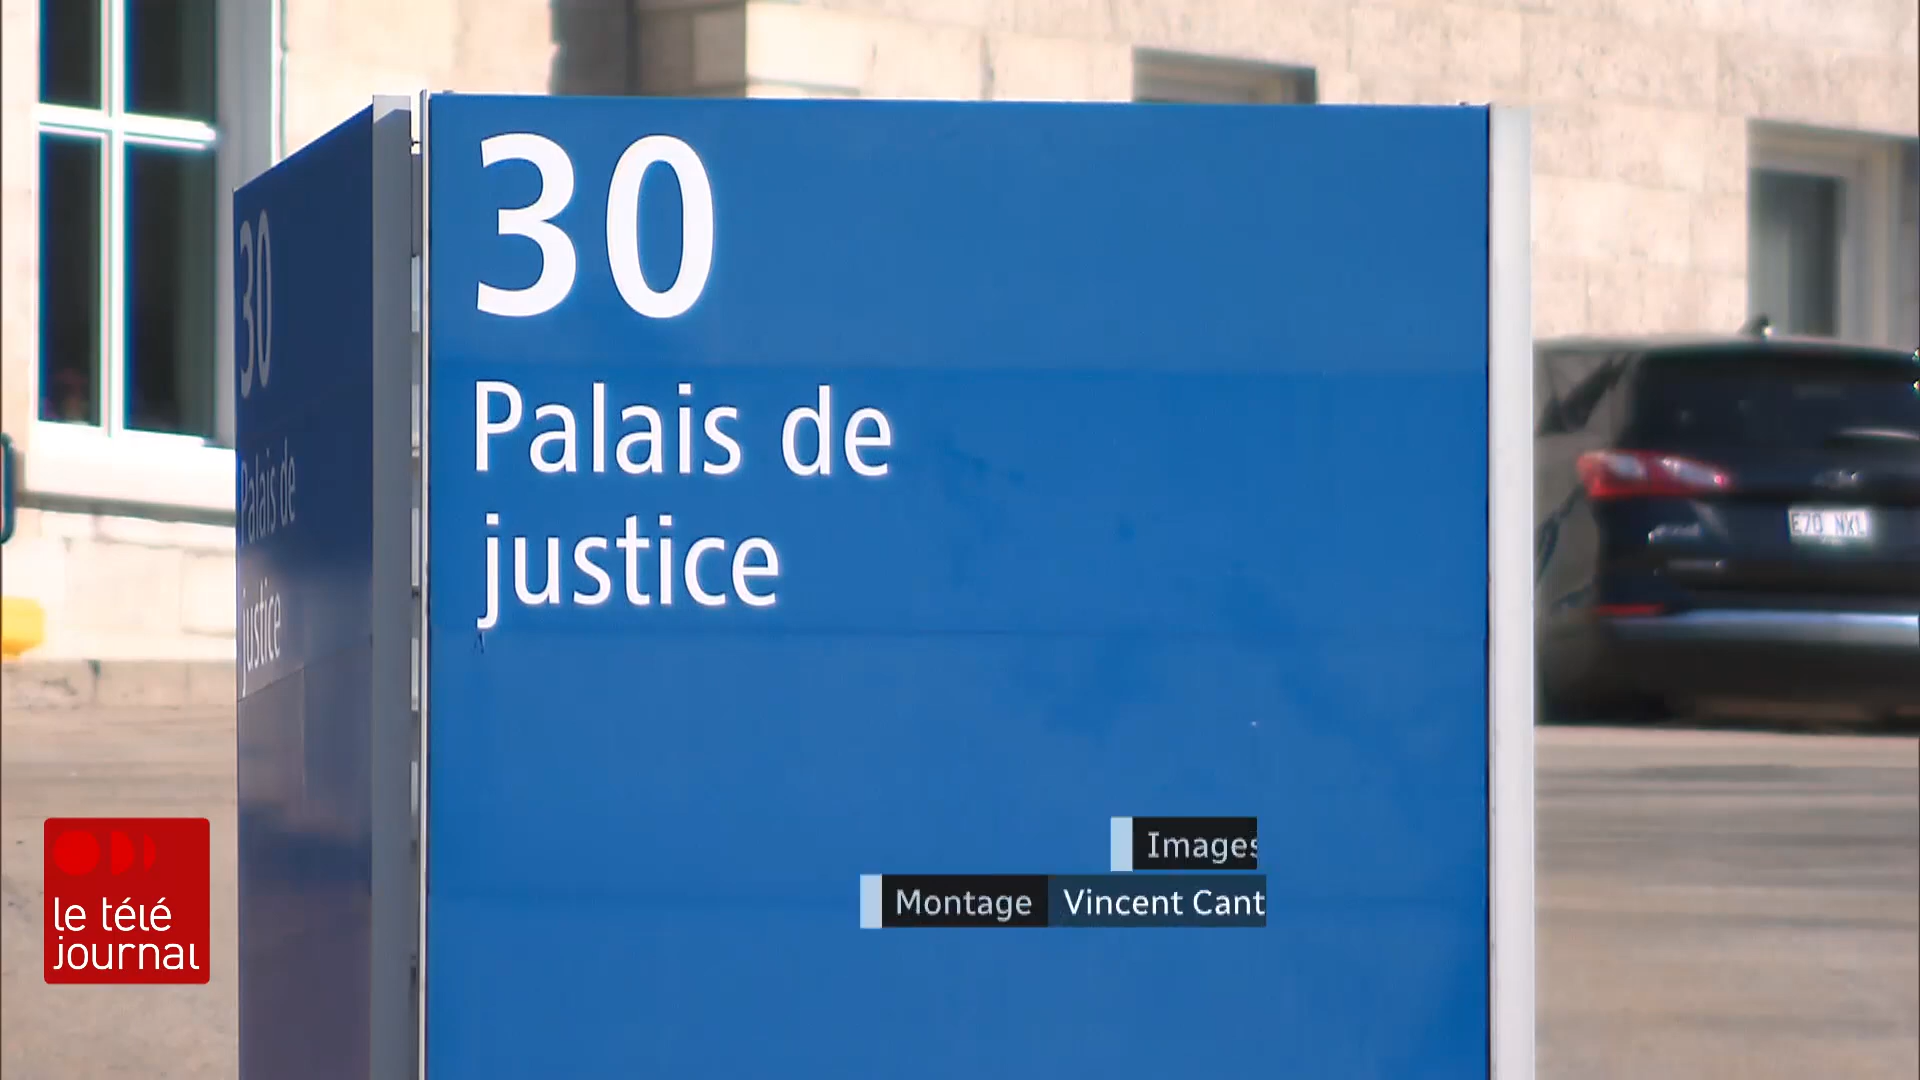 30
Palais de
justice
30
Palais de
justice
Images
Montage Vincent Cant
le télé
journal